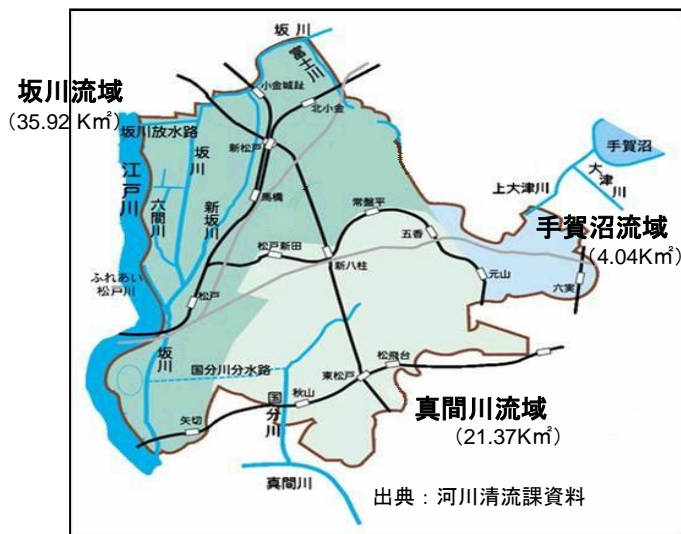 坂川
富士川
小金城趾
北小金
坂川流域
（35.92 K㎡）
坂川放水路
坂川
新松戸
江戸川
六間川
新坂川
馬橋
手賀沼
大津川
上大津川
常盤平
五香
手賀沼流域
（4.04K㎡）
松戸新田
新八柱
元山
六実
ふれあい
松戸川
松戸
坂川
国分川分水路
松飛台
東松戸
秋山
国分川
矢切
真間川流域
（21.37K㎡）
真間川
出典：河川清流課資料